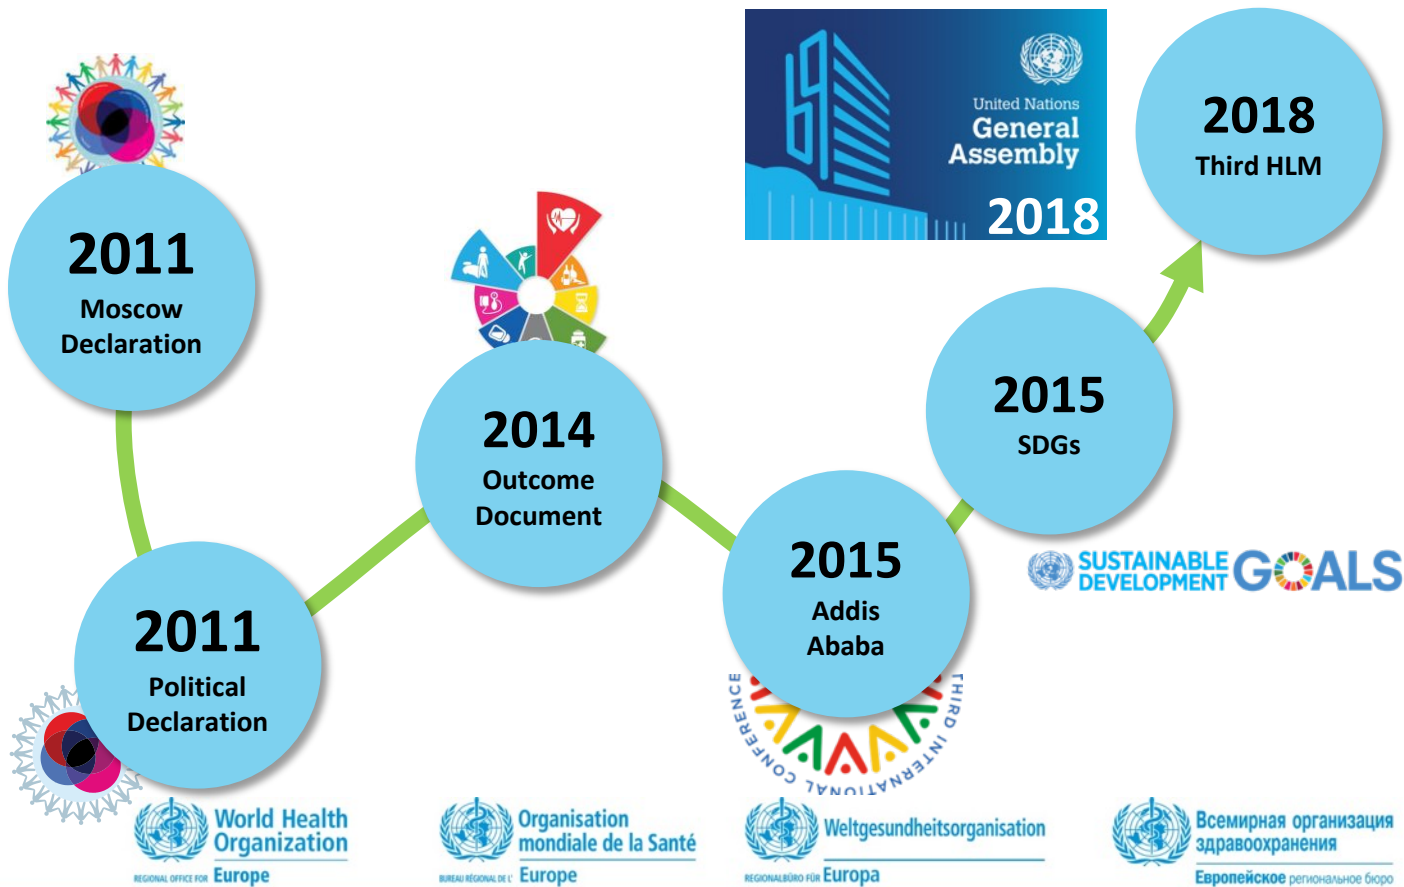 2011
Moscow
Declaration
2011
Political
Declaration
2014
Outcome
Document
2015
Addis
Ababa
THIRD INTERNATIONAL CONFERENCE
2015
SDGs
SUSTAINABLE
DEVELOPMENT
GOALS
69
United Nations
General
Assembly
2018
2018
Third HLM
World Health
Organization
REGIONAL OFFICE FOR Europe
Organisation
mondiale de la Santé
BUREAU RÉGIONAL DE L' Europe
Weltgesundheitsorganisation
REGIONALBÜRO FÜR Europa
Всемирная организация
здравоохранения
Европейское региональное бюро